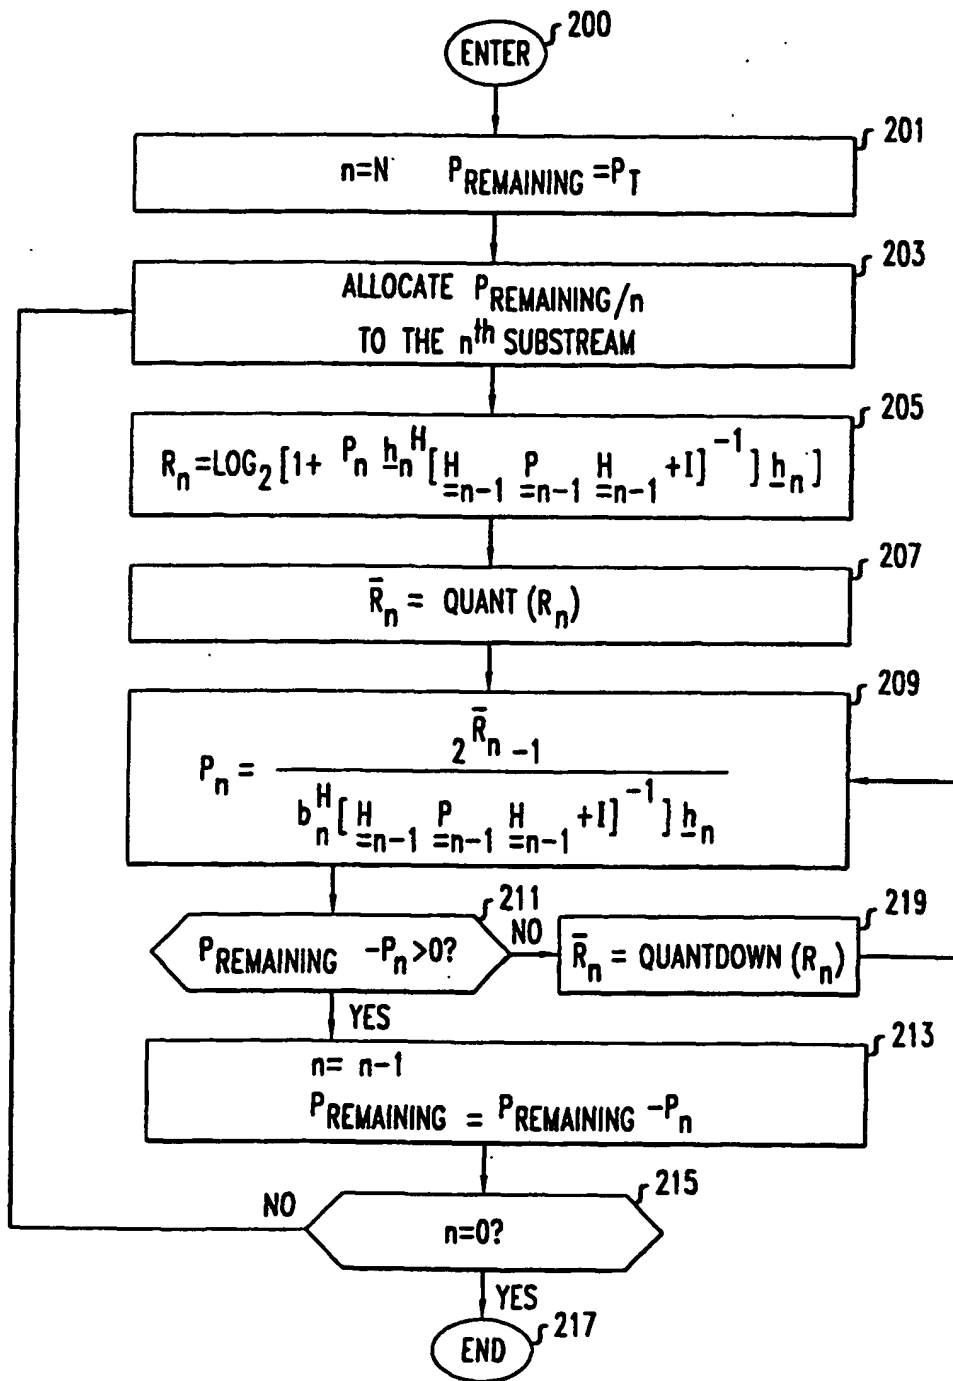 ENTER 200
201
n=N P_REMAINING =P_T
203
ALLOCATE P_REMAINING/n
TO THE n^th SUBSTREAM
205
R_n=LOG_2 [1+ P_n h_n^H [H_n-1 P_n-1 H_n-1 +I]^-1] h_n]
207
R̄_n = QUANT (R_n)
209
P_n = 2^R̄_n -1
b_n^H [H_n-1 P_n-1 H_n-1 +I]^-1] h_n
211
P_REMAINING -P_n>0?
NO
219
R̄_n = QUANTDOWN (R_n)
YES
213
n= n-1
P_REMAINING = P_REMAINING -P_n
215
NO
n=0?
YES
END 217